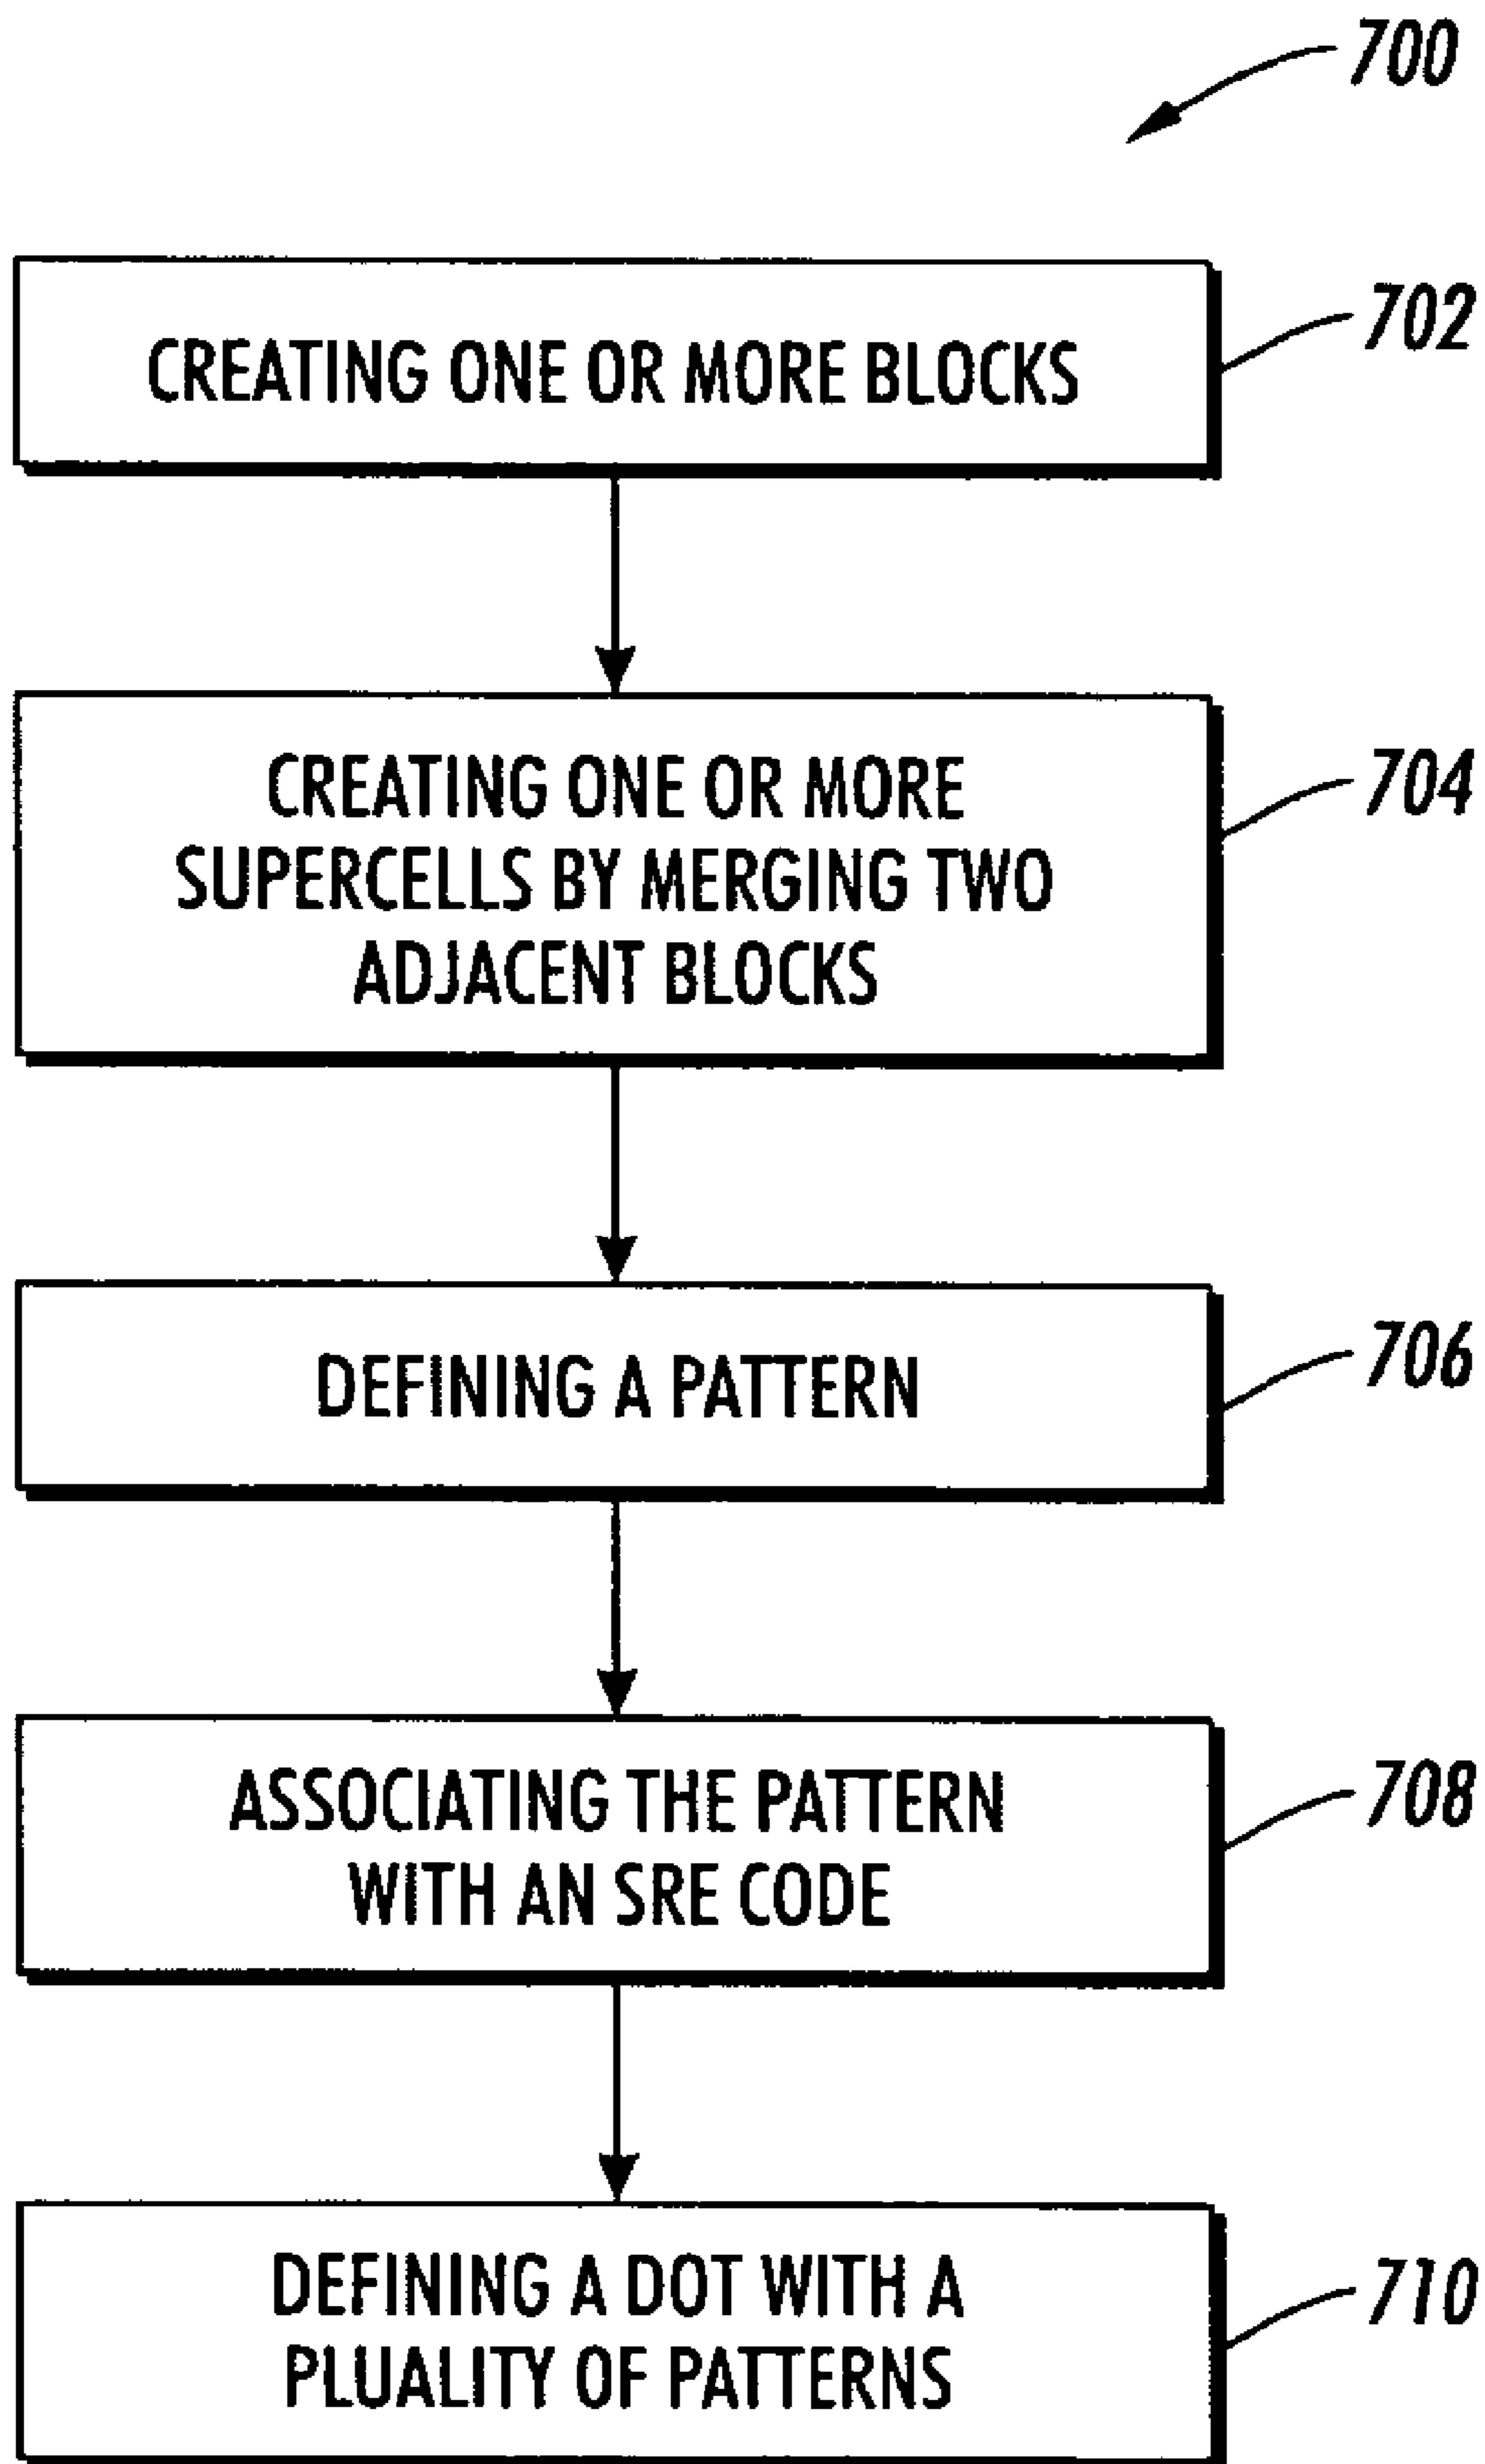 700
CREATING ONE OR MORE BLOCKS
702
CREATING ONE OR MORE
SUPERCELLS BY MERGING TWO
ADJACENT BLOCKS
704
DEFINING A PATTERN
706
ASSOCIATING THE PATTERN
WITH AN SRE CODE
708
DEFINING A DOT WITH A
PLUALITY OF PATTERNS
710